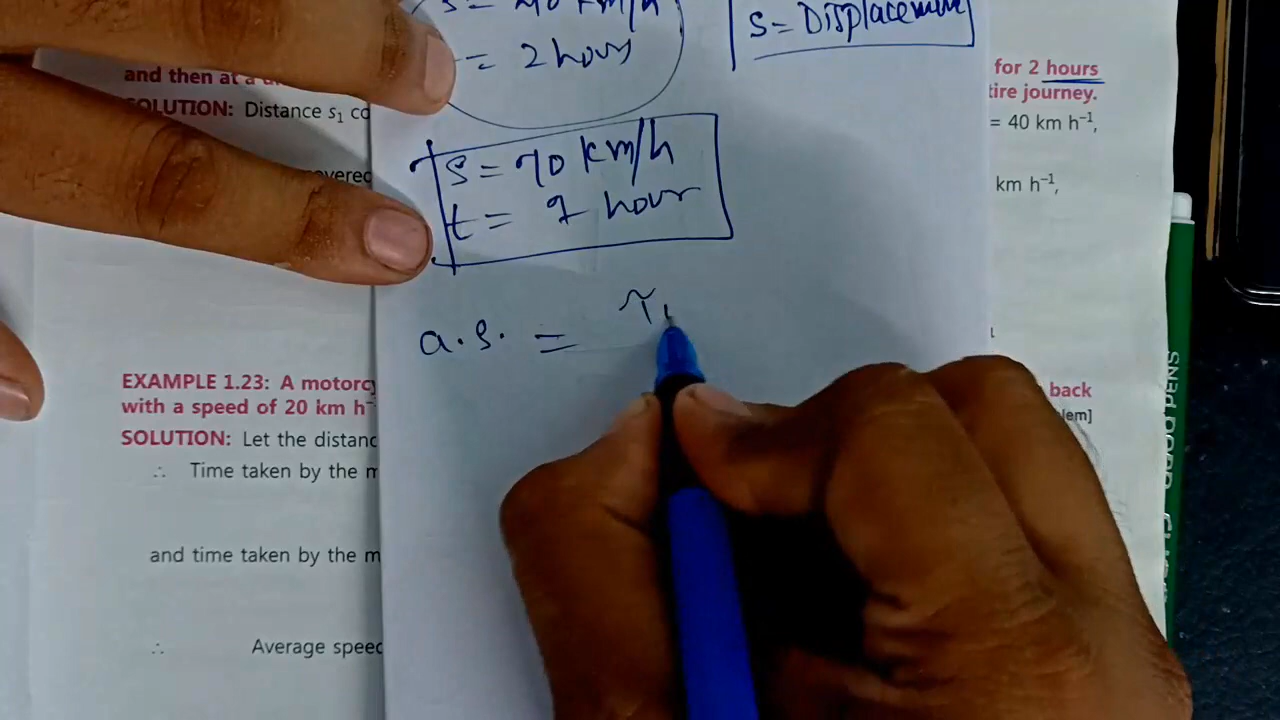 = 2 hour
S = Displacement
and then at a
SOLUTION: Distance s1 co
overed
S = 70 km/h
t = 2 hour
for 2 hours
tire journey.
= 40 km h⁻¹,
km h⁻¹,
a.s. =
EXAMPLE 1.23: A motorcy
with a speed of 20 km h⁻
SOLUTION: Let the distanc
∴ Time taken by the m
and time taken by the m
∴ Average speed
back
lem]